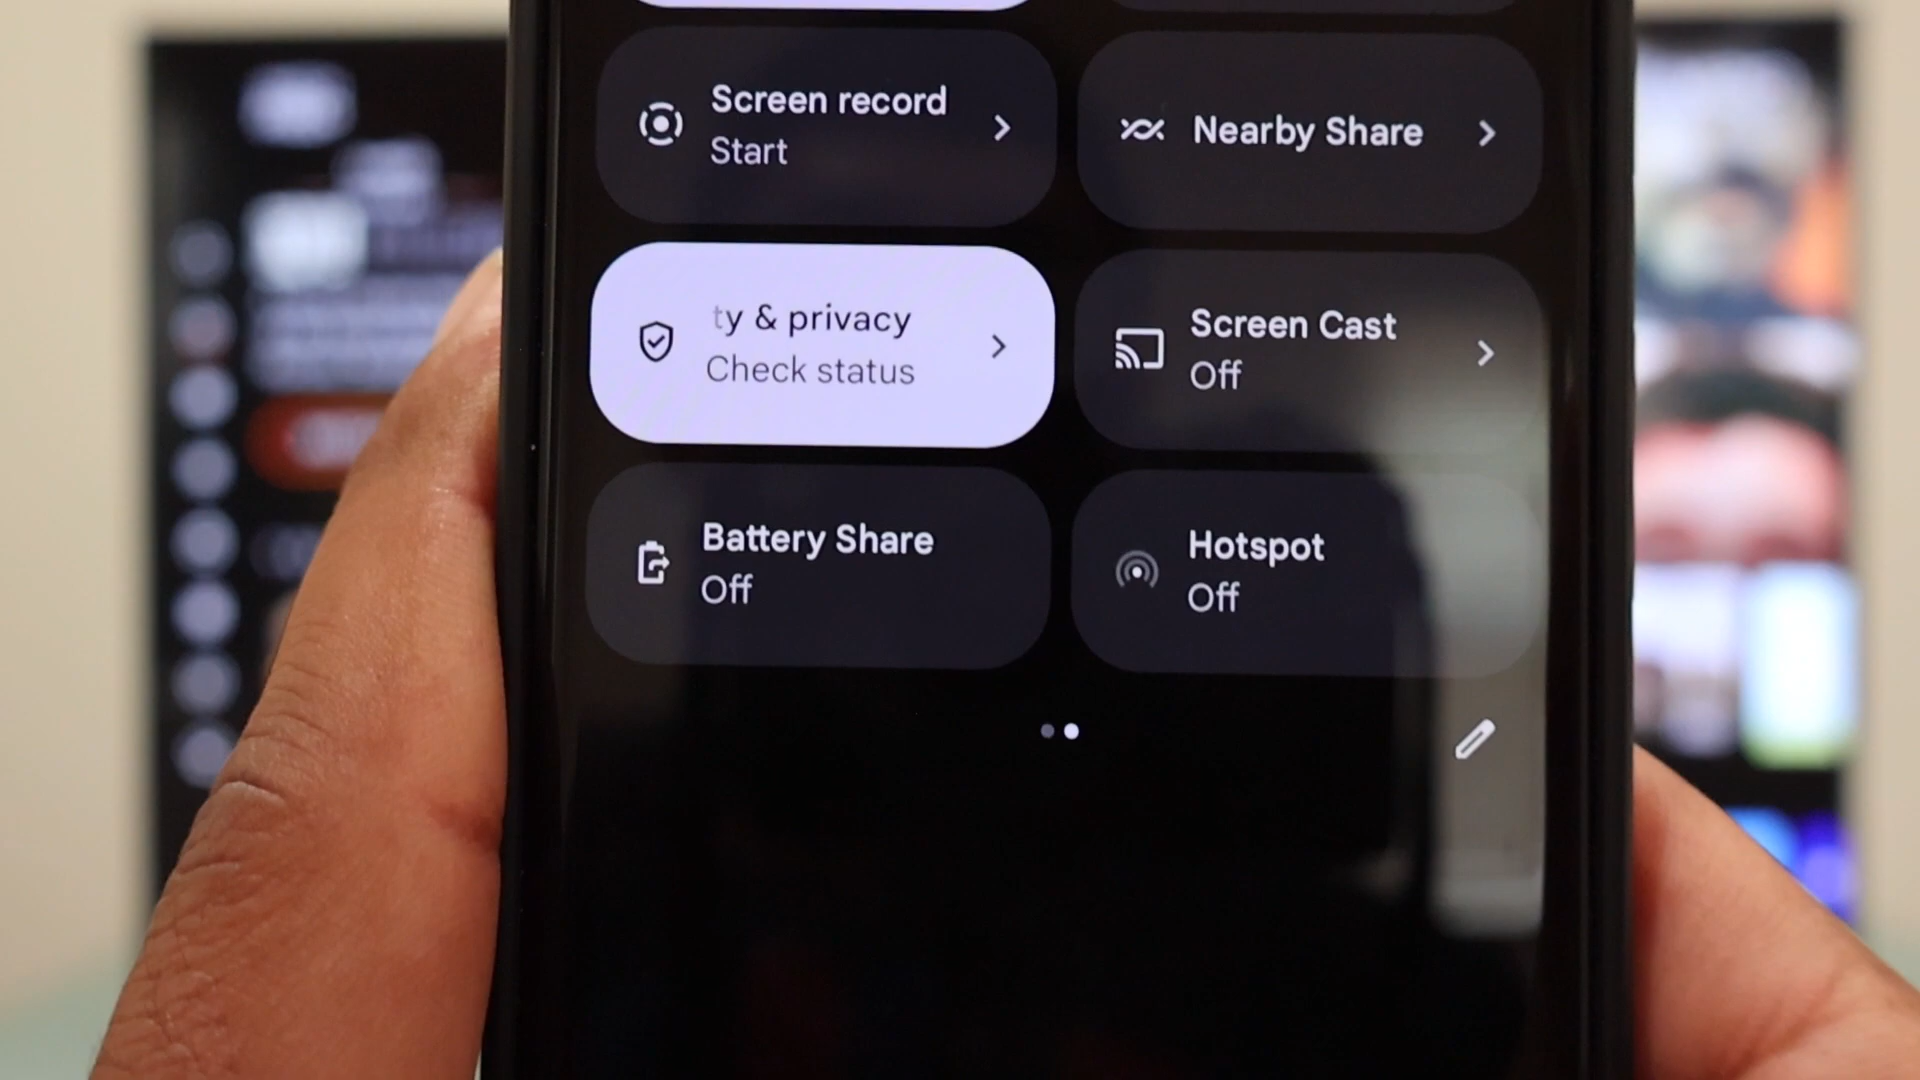 Screen record
Start
Nearby Share
ty & privacy
Check status
Screen Cast
Off
Battery Share
Off
Hotspot
Off